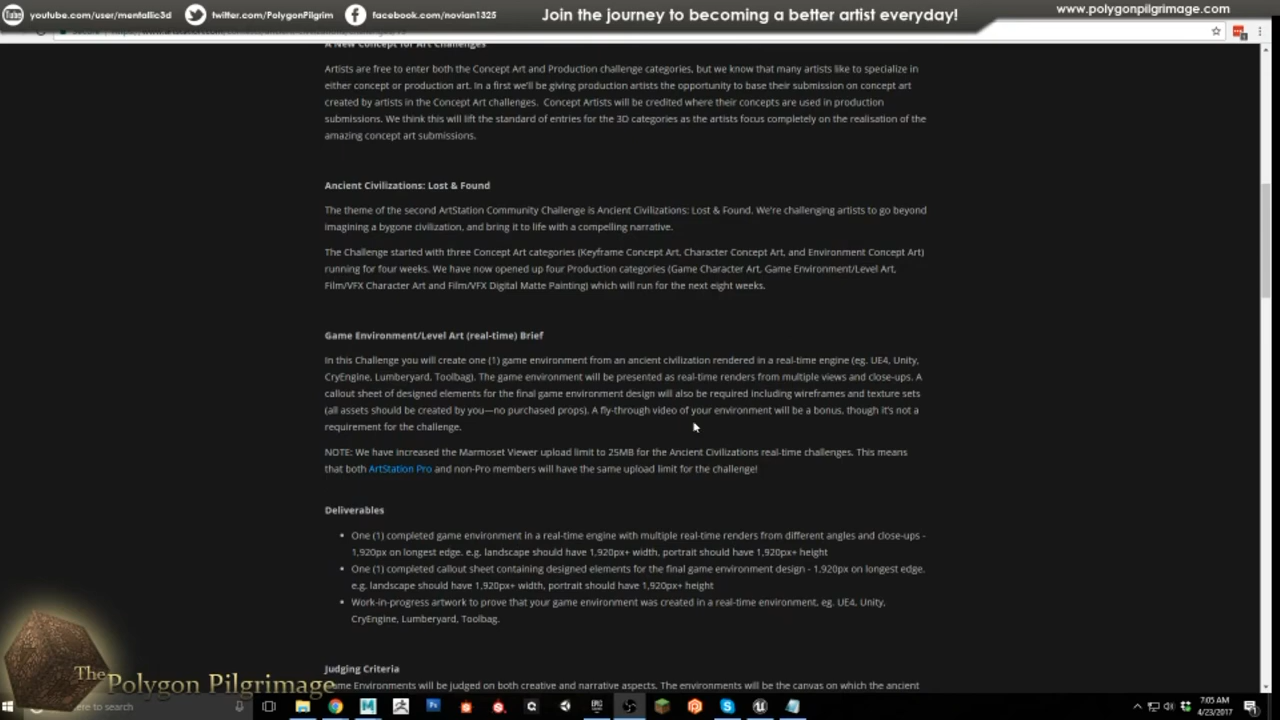 youtube.com/user/mentallic3d
twitter.com/PolygonPilgrim
facebook.com/novian1325
Join the journey to becoming a better artist everyday!
www.polygonpilgrimage.com
A New Concept for Art Challenges
Artists are free to enter both the Concept Art and Production challenge categories, but we know that many artists like to specialize in
either concept or production art. In a first we'll be giving production artists the opportunity to base their submission on concept art
created by artists in the Concept Art challenges. Concept Artists will be credited where their concepts are used in production
submissions. We think this will lift the standard of entries for the 3D categories as the artists focus completely on the realisation of the
amazing concept art submissions.
Ancient Civilizations: Lost & Found
The theme of the second ArtStation Community Challenge is Ancient Civilizations: Lost & Found. We're challenging artists to go beyond
imagining a bygone civilization, and bring it to life with a compelling narrative.
The Challenge started with three Concept Art categories (Keyframe Concept Art, Character Concept Art, and Environment Concept Art)
running for four weeks. We have now opened up four Production categories (Game Character Art, Game Environment/Level Art,
Film/VFX Character Art and Film/VFX Digital Matte Painting) which will run for the next eight weeks.
Game Environment/Level Art (real-time) Brief
In this Challenge you will create one (1) game environment from an ancient civilization rendered in a real-time engine (eg. UE4, Unity,
CryEngine, Lumberyard, Toolbag). The game environment will be presented as real-time renders from multiple views and close-ups. A
callout sheet of designed elements for the final game environment design will also be required including wireframes and texture sets
(all assets should be created by you—no purchased props). A fly-through video of your environment will be a bonus, though it's not a
requirement for the challenge.
NOTE: We have increased the Marmoset Viewer upload limit to 25MB for the Ancient Civilizations real-time challenges. This means
that both ArtStation Pro and non-Pro members will have the same upload limit for the challenge!
Deliverables
• One (1) completed game environment in a real-time engine with multiple real-time renders from different angles and close-ups -
1,920px on longest edge. e.g. landscape should have 1,920px+ width, portrait should have 1,920px+ height
• One (1) completed callout sheet containing designed elements for the final game environment design - 1,920px on longest edge.
e.g. landscape should have 1,920px+ width, portrait should have 1,920px+ height
• Work-in-progress artwork to prove that your game environment was created in a real-time environment, eg. UE4, Unity,
CryEngine, Lumberyard, Toolbag.
Judging Criteria
Game Environments will be judged on both creative and narrative aspects. The environments will be the canvas on which the ancient
The Polygon Pilgrimage
here to search
7:05 AM
4/23/2017